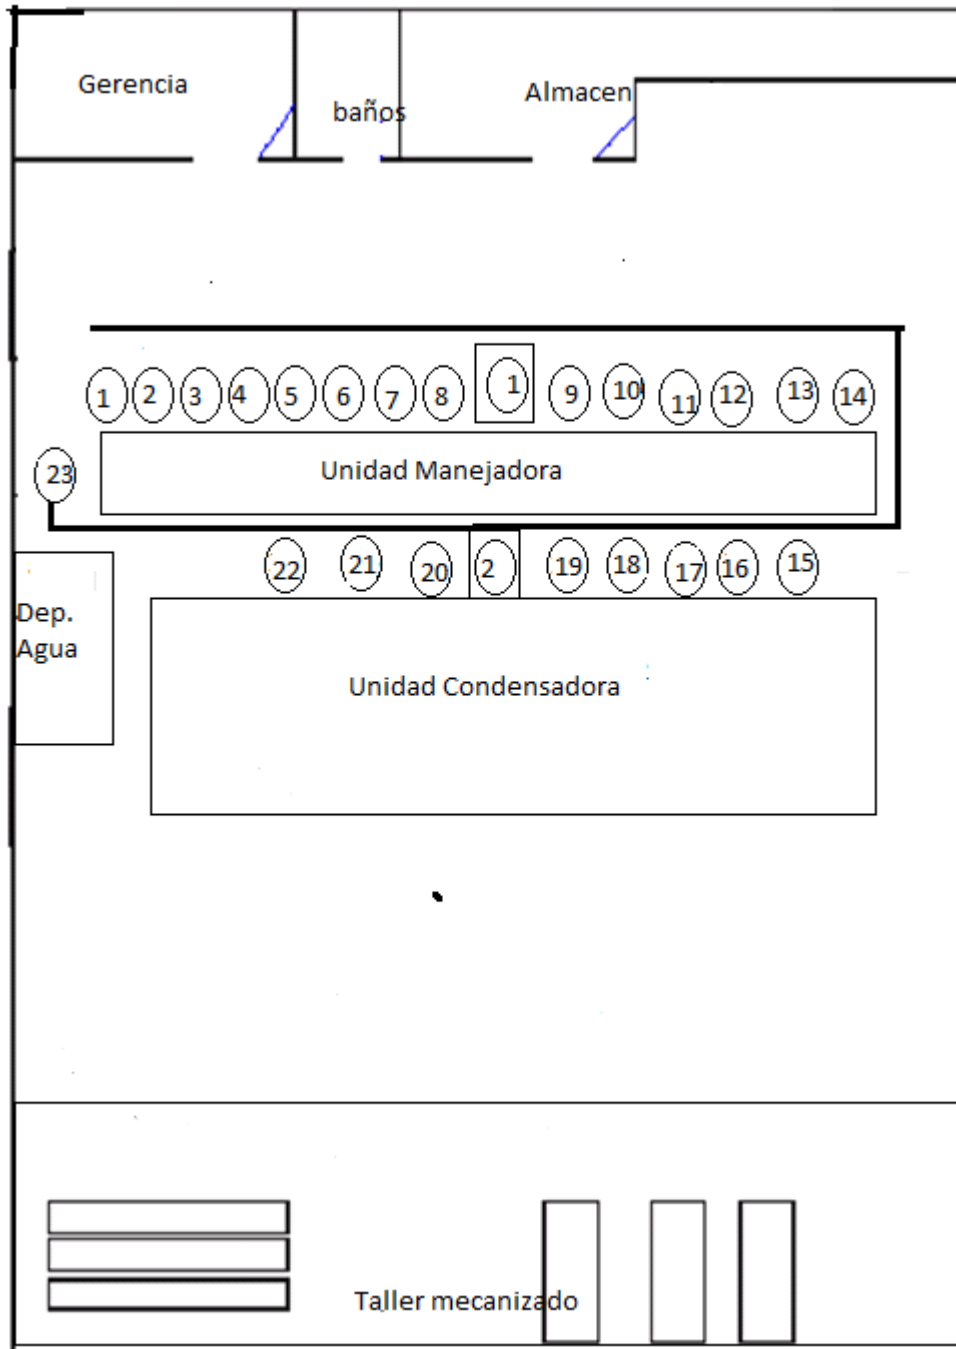 Gerencia
baños
Almacen
1 2 3 4 5 6 7 8 1 9 10 11 12 13 14
23
Unidad Manejadora
22 21 20 2 19 18 17 16 15
Dep.
Agua
Unidad Condensadora
Taller mecanizado